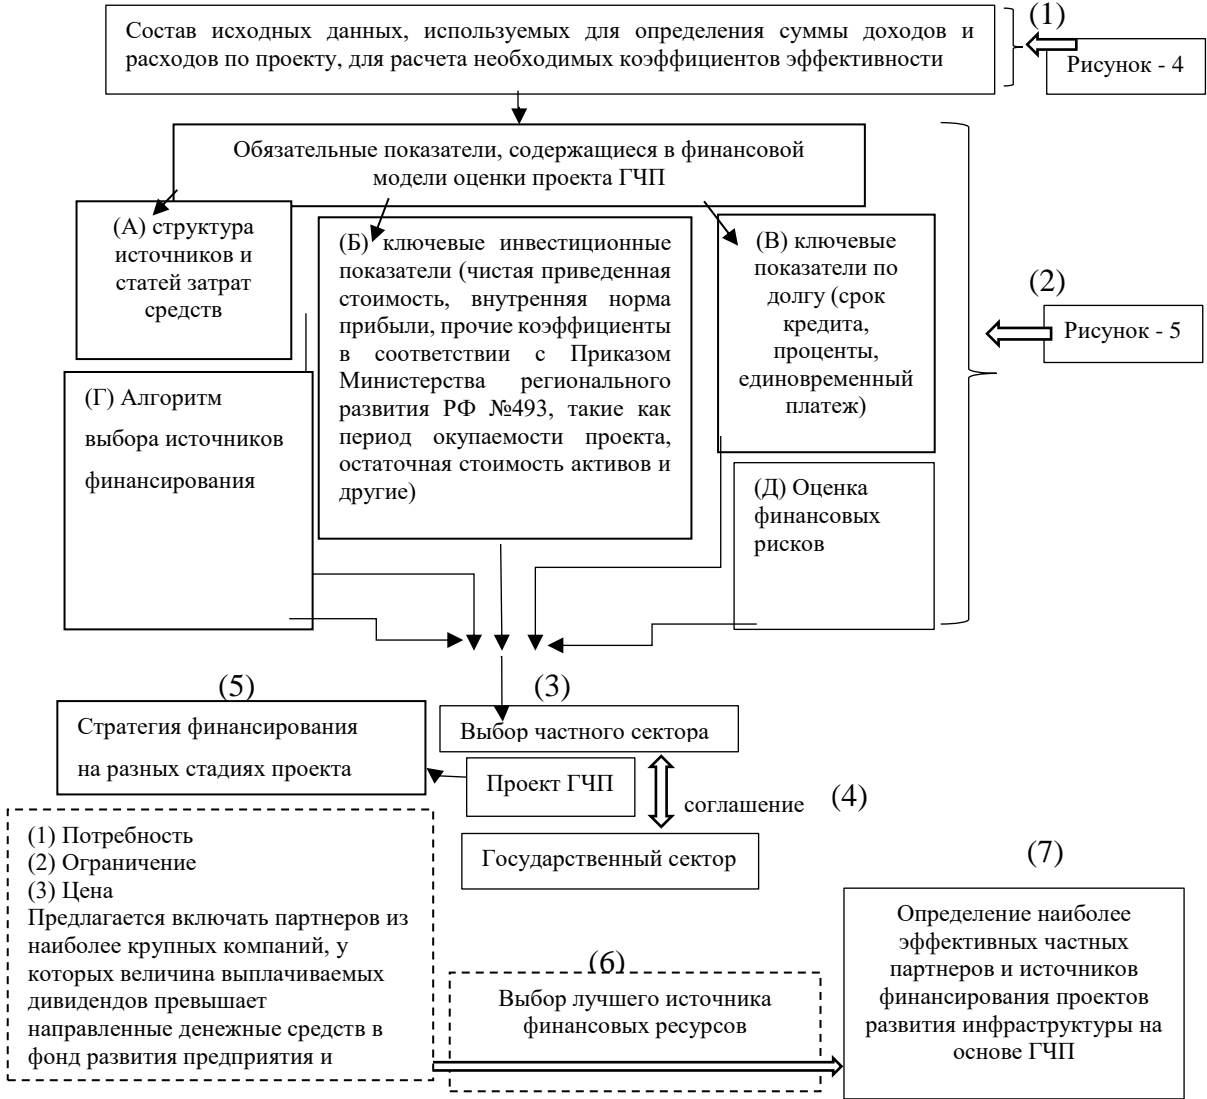 (1)
Состав исходных данных, используемых для определения суммы доходов и
расходов по проекту, для расчета необходимых коэффициентов эффективности
Рисунок - 4
Обязательные показатели, содержащиеся в финансовой
модели оценки проекта ГЧП
(А) структура
источников и
статей затрат
средств
(Б) ключевые инвестиционные
показатели (чистая приведенная
стоимость, внутренняя норма
прибыли, прочие коэффициенты
в соответствии с Приказом
Министерства регионального
развития РФ №493, такие как
период окупаемости проекта,
остаточная стоимость активов и
другие)
(В) ключевые
показатели по
долгу (срок
кредита,
проценты,
единовременный
платеж)
(2)
Рисунок - 5
(Г) Алгоритм
выбора источников
финансирования
(Д) Оценка
финансовых
рисков
(5)
(3)
Стратегия финансирования
на разных стадиях проекта
Выбор частного сектора
Проект ГЧП
соглашение
(4)
Государственный сектор
(1) Потребность
(2) Ограничение
(3) Цена
Предлагается включать партнеров из
наиболее крупных компаний, у
которых величина выплачиваемых
дивидендов превышает
направленные денежные средств в
фонд развития предприятия и
(6)
Выбор лучшего источника
финансовых ресурсов
(7)
Определение наиболее
эффективных частных
партнеров и источников
финансирования проектов
развития инфраструктуры на
основе ГЧП